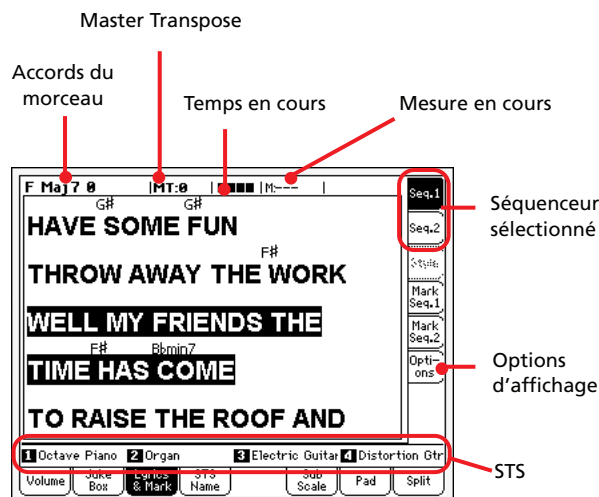 Master Transpose
Accords du
morceau
Temps en cours
Mesure en cours
F Maj7 0 |MT:0 | |M:--- |
G# G#
HAVE SOME FUN
F#
THROW AWAY THE WORK
WELL MY FRIENDS THE
F# Bbmin7
TIME HAS COME
TO RAISE THE ROOF AND
1 Octave Piano 2 Organ 3 Electric Guitar 4 Distortion Gtr
Volume
Juke
Box
Lyrics
& Mark
STS
Name
Sub
Scale
Pad
Split
Seq.1
Seq.2
Style
Mark
Seq.1
Mark
Seq.2
Opti-
ons
Séquenceur
sélectionné
Options
d’affichage
STS